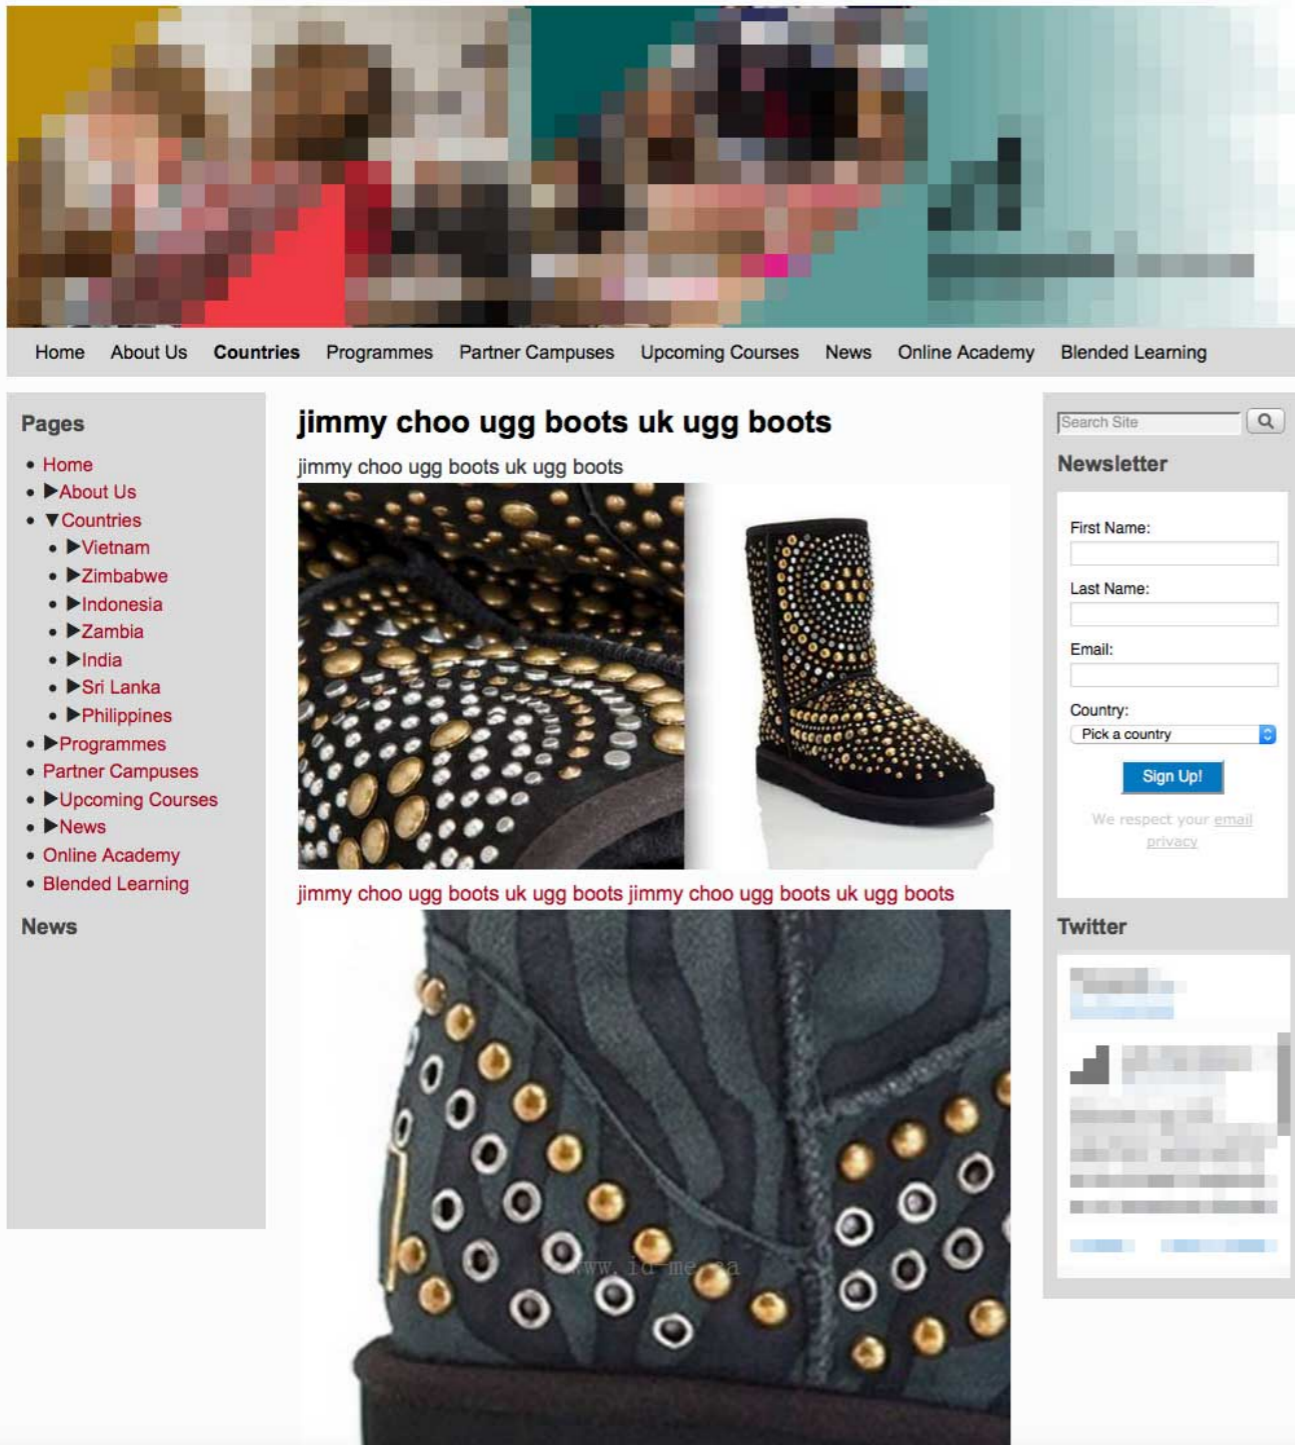 Home About Us Countries Programmes Partner Campuses Upcoming Courses News Online Academy Blended Learning
Pages
Home
About Us
Countries
Vietnam
Zimbabwe
Indonesia
Zambia
India
Sri Lanka
Philippines
Programmes
Partner Campuses
Upcoming Courses
News
Online Academy
Blended Learning
News
jimmy choo ugg boots uk ugg boots
jimmy choo ugg boots uk ugg boots
jimmy choo ugg boots uk ugg boots jimmy choo ugg boots uk ugg boots
Search Site
Newsletter
First Name:
Last Name:
Email:
Country:
Pick a country
Sign Up!
We respect your email
privacy
Twitter